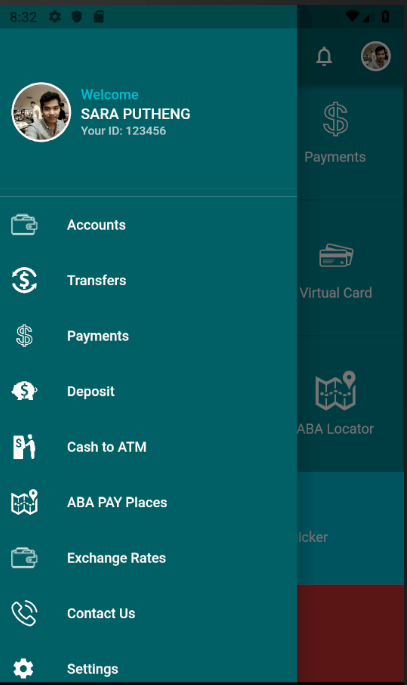 8:32
Welcome
SARA PUTHENG
Your ID: 123456
Accounts
Transfers
Payments
Deposit
Cash to ATM
ABA PAY Places
Exchange Rates
Contact Us
Settings
Payments
Virtual Card
ABA Locator
icker